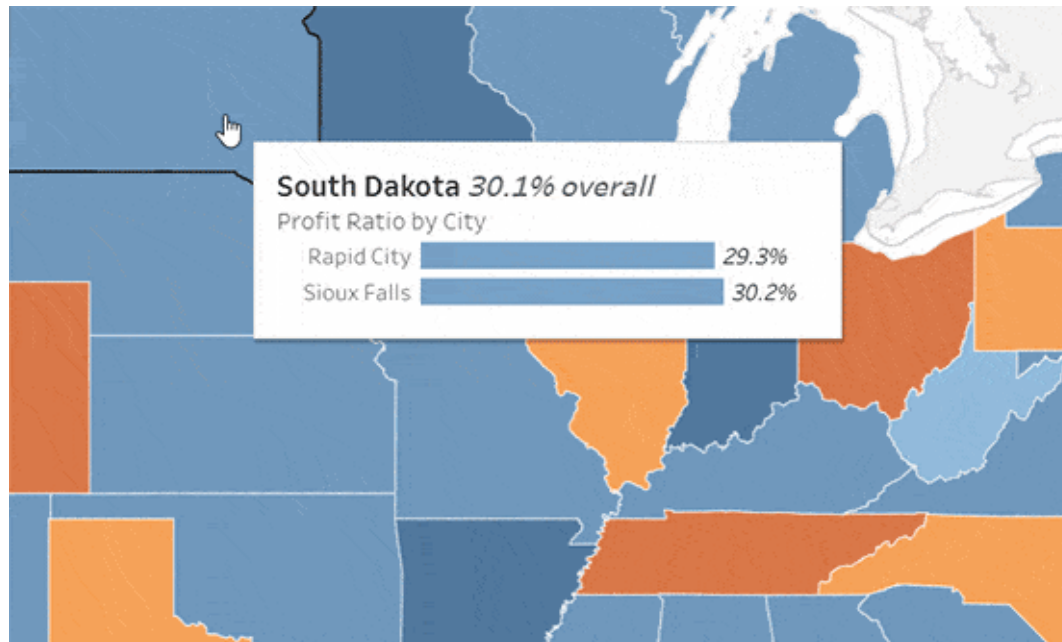 South Dakota 30.1% overall
Profit Ratio by City
Rapid City 29.3%
Sioux Falls 30.2%